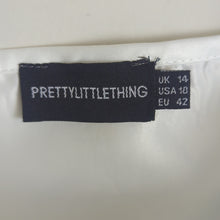 PRETTYLITTLETHING
UK 14
USA 10
EU 42